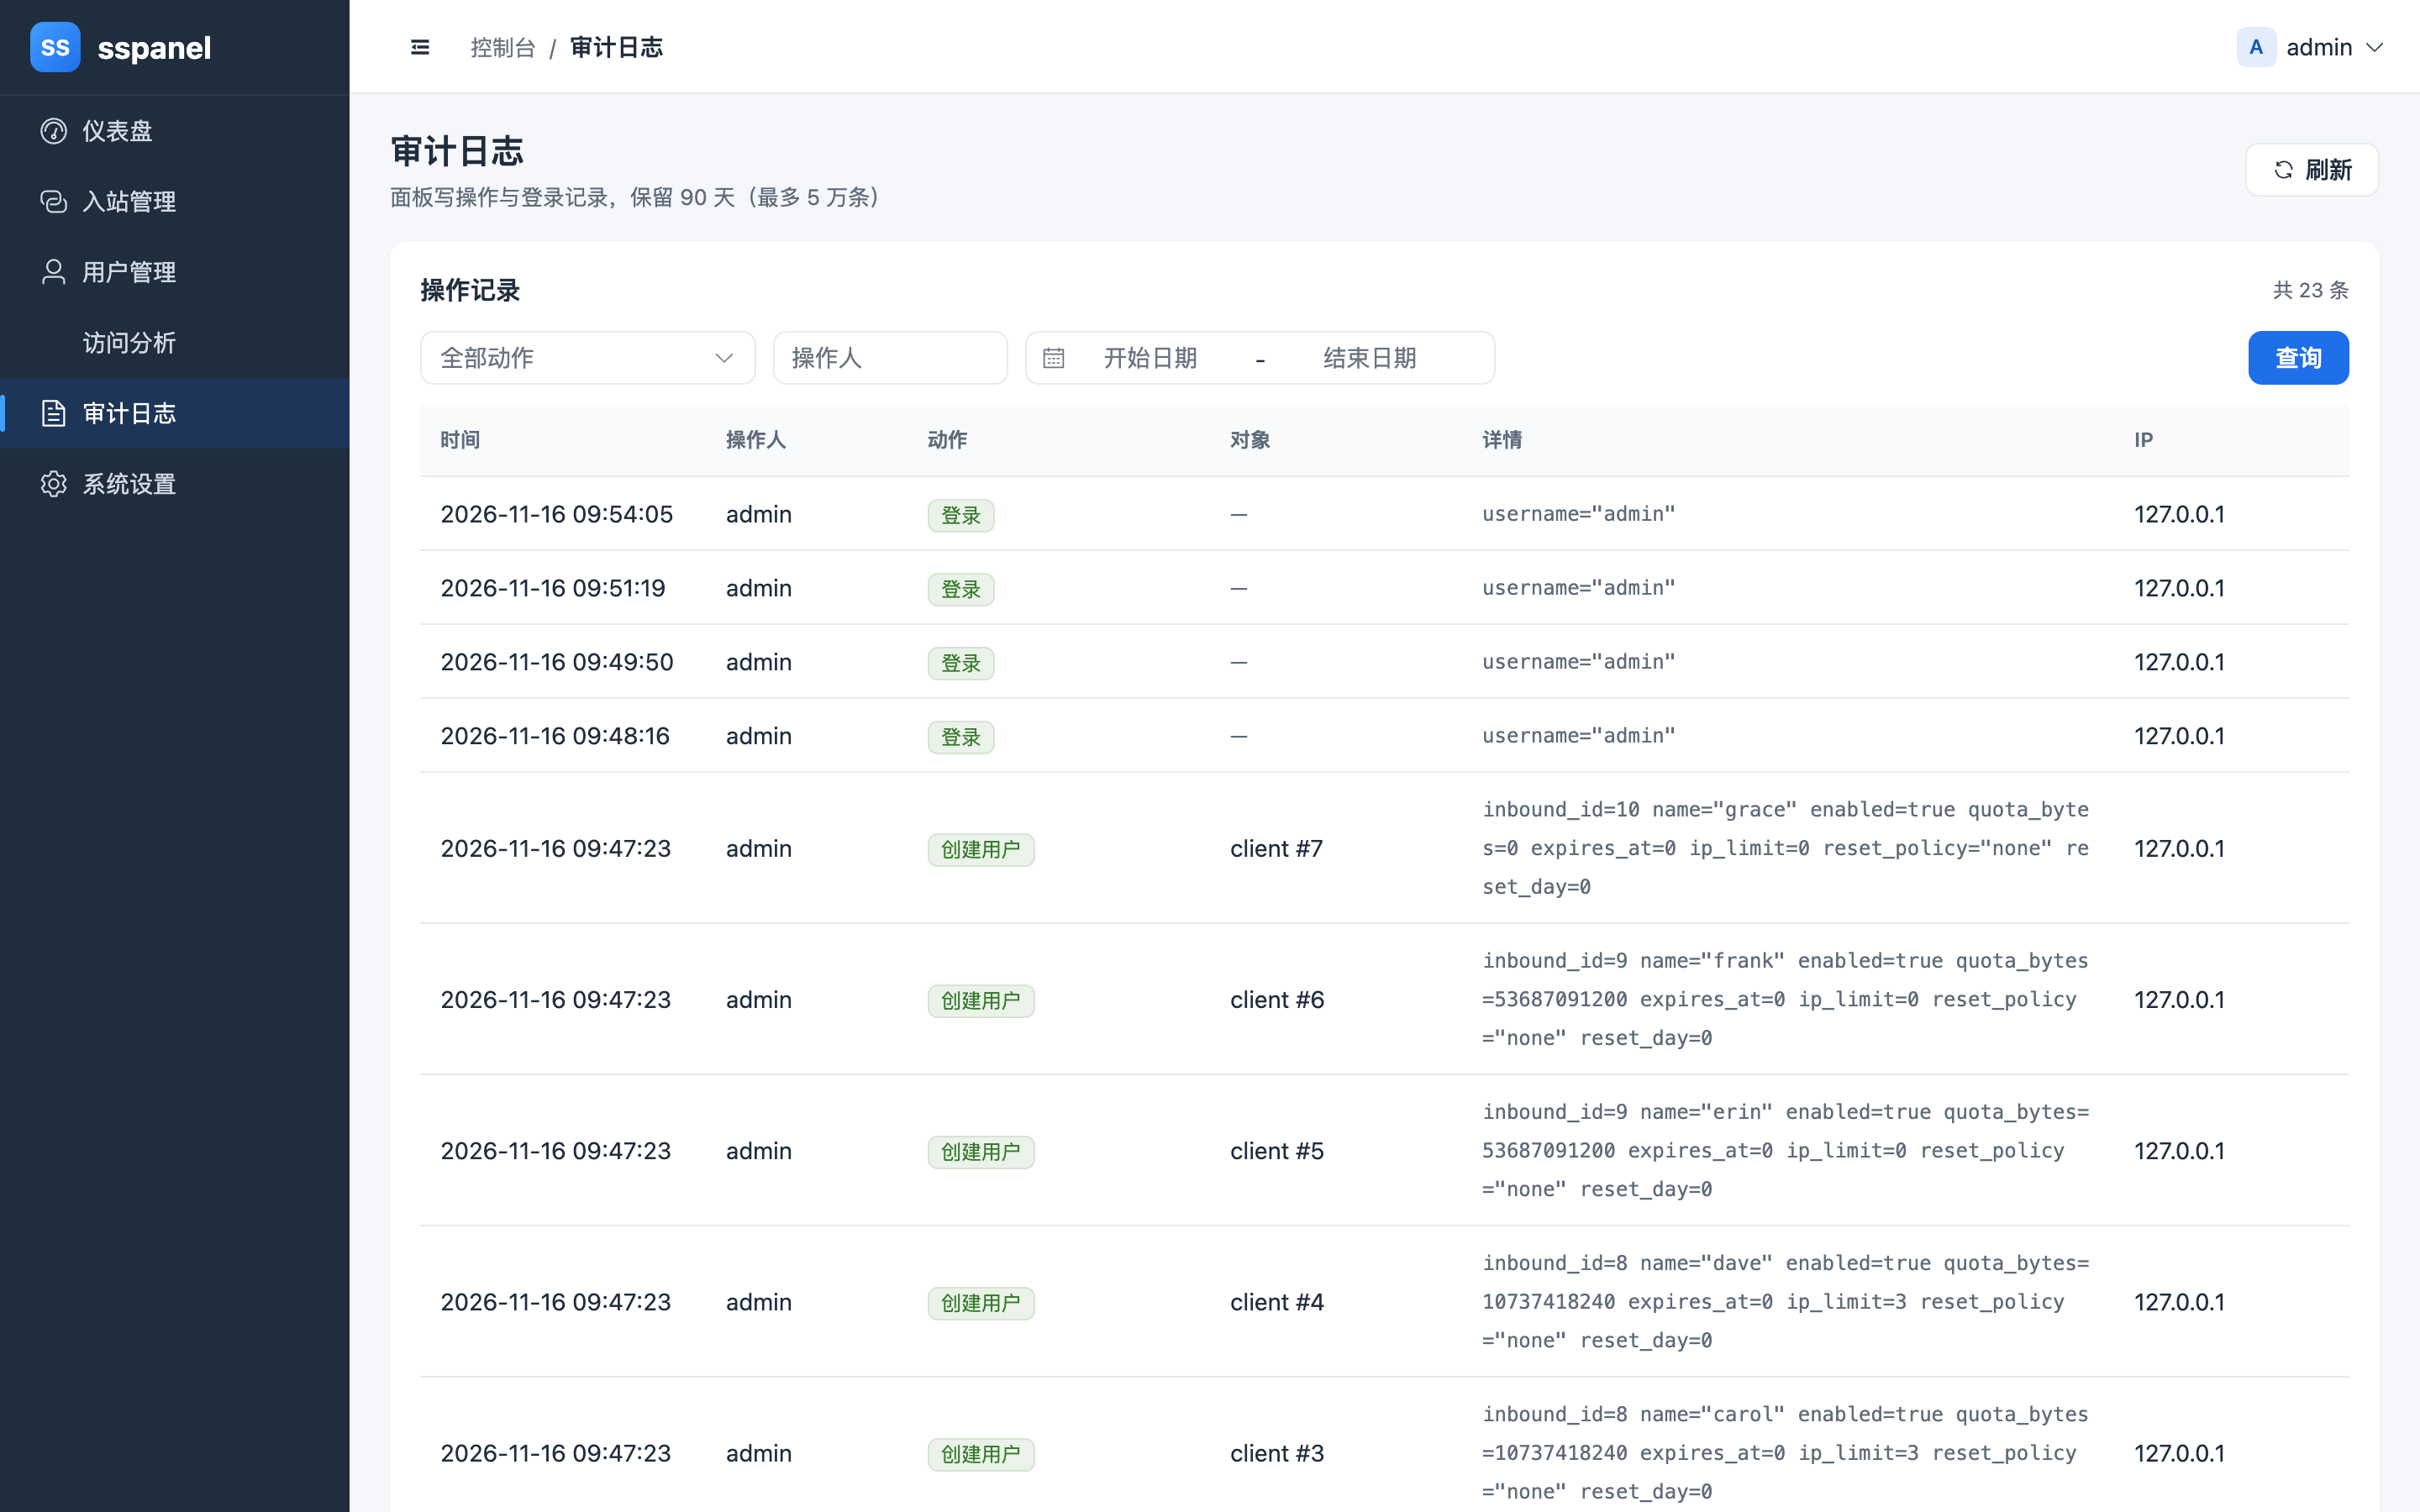 SS sspanel
仪表盘
入站管理
用户管理
访问分析
审计日志
系统设置
控制台 / 审计日志
A admin
审计日志
面板写操作与登录记录，保留 90 天（最多 5 万条）
刷新
操作记录
共 23 条
全部动作 操作人 开始日期 - 结束日期 查询
时间 操作人 动作 对象 详情 IP
2026-11-16 09:54:05 admin 登录 — username="admin" 127.0.0.1
2026-11-16 09:51:19 admin 登录 — username="admin" 127.0.0.1
2026-11-16 09:49:50 admin 登录 — username="admin" 127.0.0.1
2026-11-16 09:48:16 admin 登录 — username="admin" 127.0.0.1
inbound_id=10 name="grace" enabled=true quota_byte
2026-11-16 09:47:23 admin 创建用户 client #7 s=0 expires_at=0 ip_limit=0 reset_policy="none" re 127.0.0.1
set_day=0
inbound_id=9 name="frank" enabled=true quota_bytes
2026-11-16 09:47:23 admin 创建用户 client #6 =53687091200 expires_at=0 ip_limit=0 reset_policy 127.0.0.1
="none" reset_day=0
inbound_id=9 name="erin" enabled=true quota_bytes=
2026-11-16 09:47:23 admin 创建用户 client #5 53687091200 expires_at=0 ip_limit=0 reset_policy 127.0.0.1
="none" reset_day=0
inbound_id=8 name="dave" enabled=true quota_bytes=
2026-11-16 09:47:23 admin 创建用户 client #4 10737418240 expires_at=0 ip_limit=3 reset_policy 127.0.0.1
="none" reset_day=0
inbound_id=8 name="carol" enabled=true quota_bytes
2026-11-16 09:47:23 admin 创建用户 client #3 =10737418240 expires_at=0 ip_limit=3 reset_policy 127.0.0.1
="none" reset_day=0